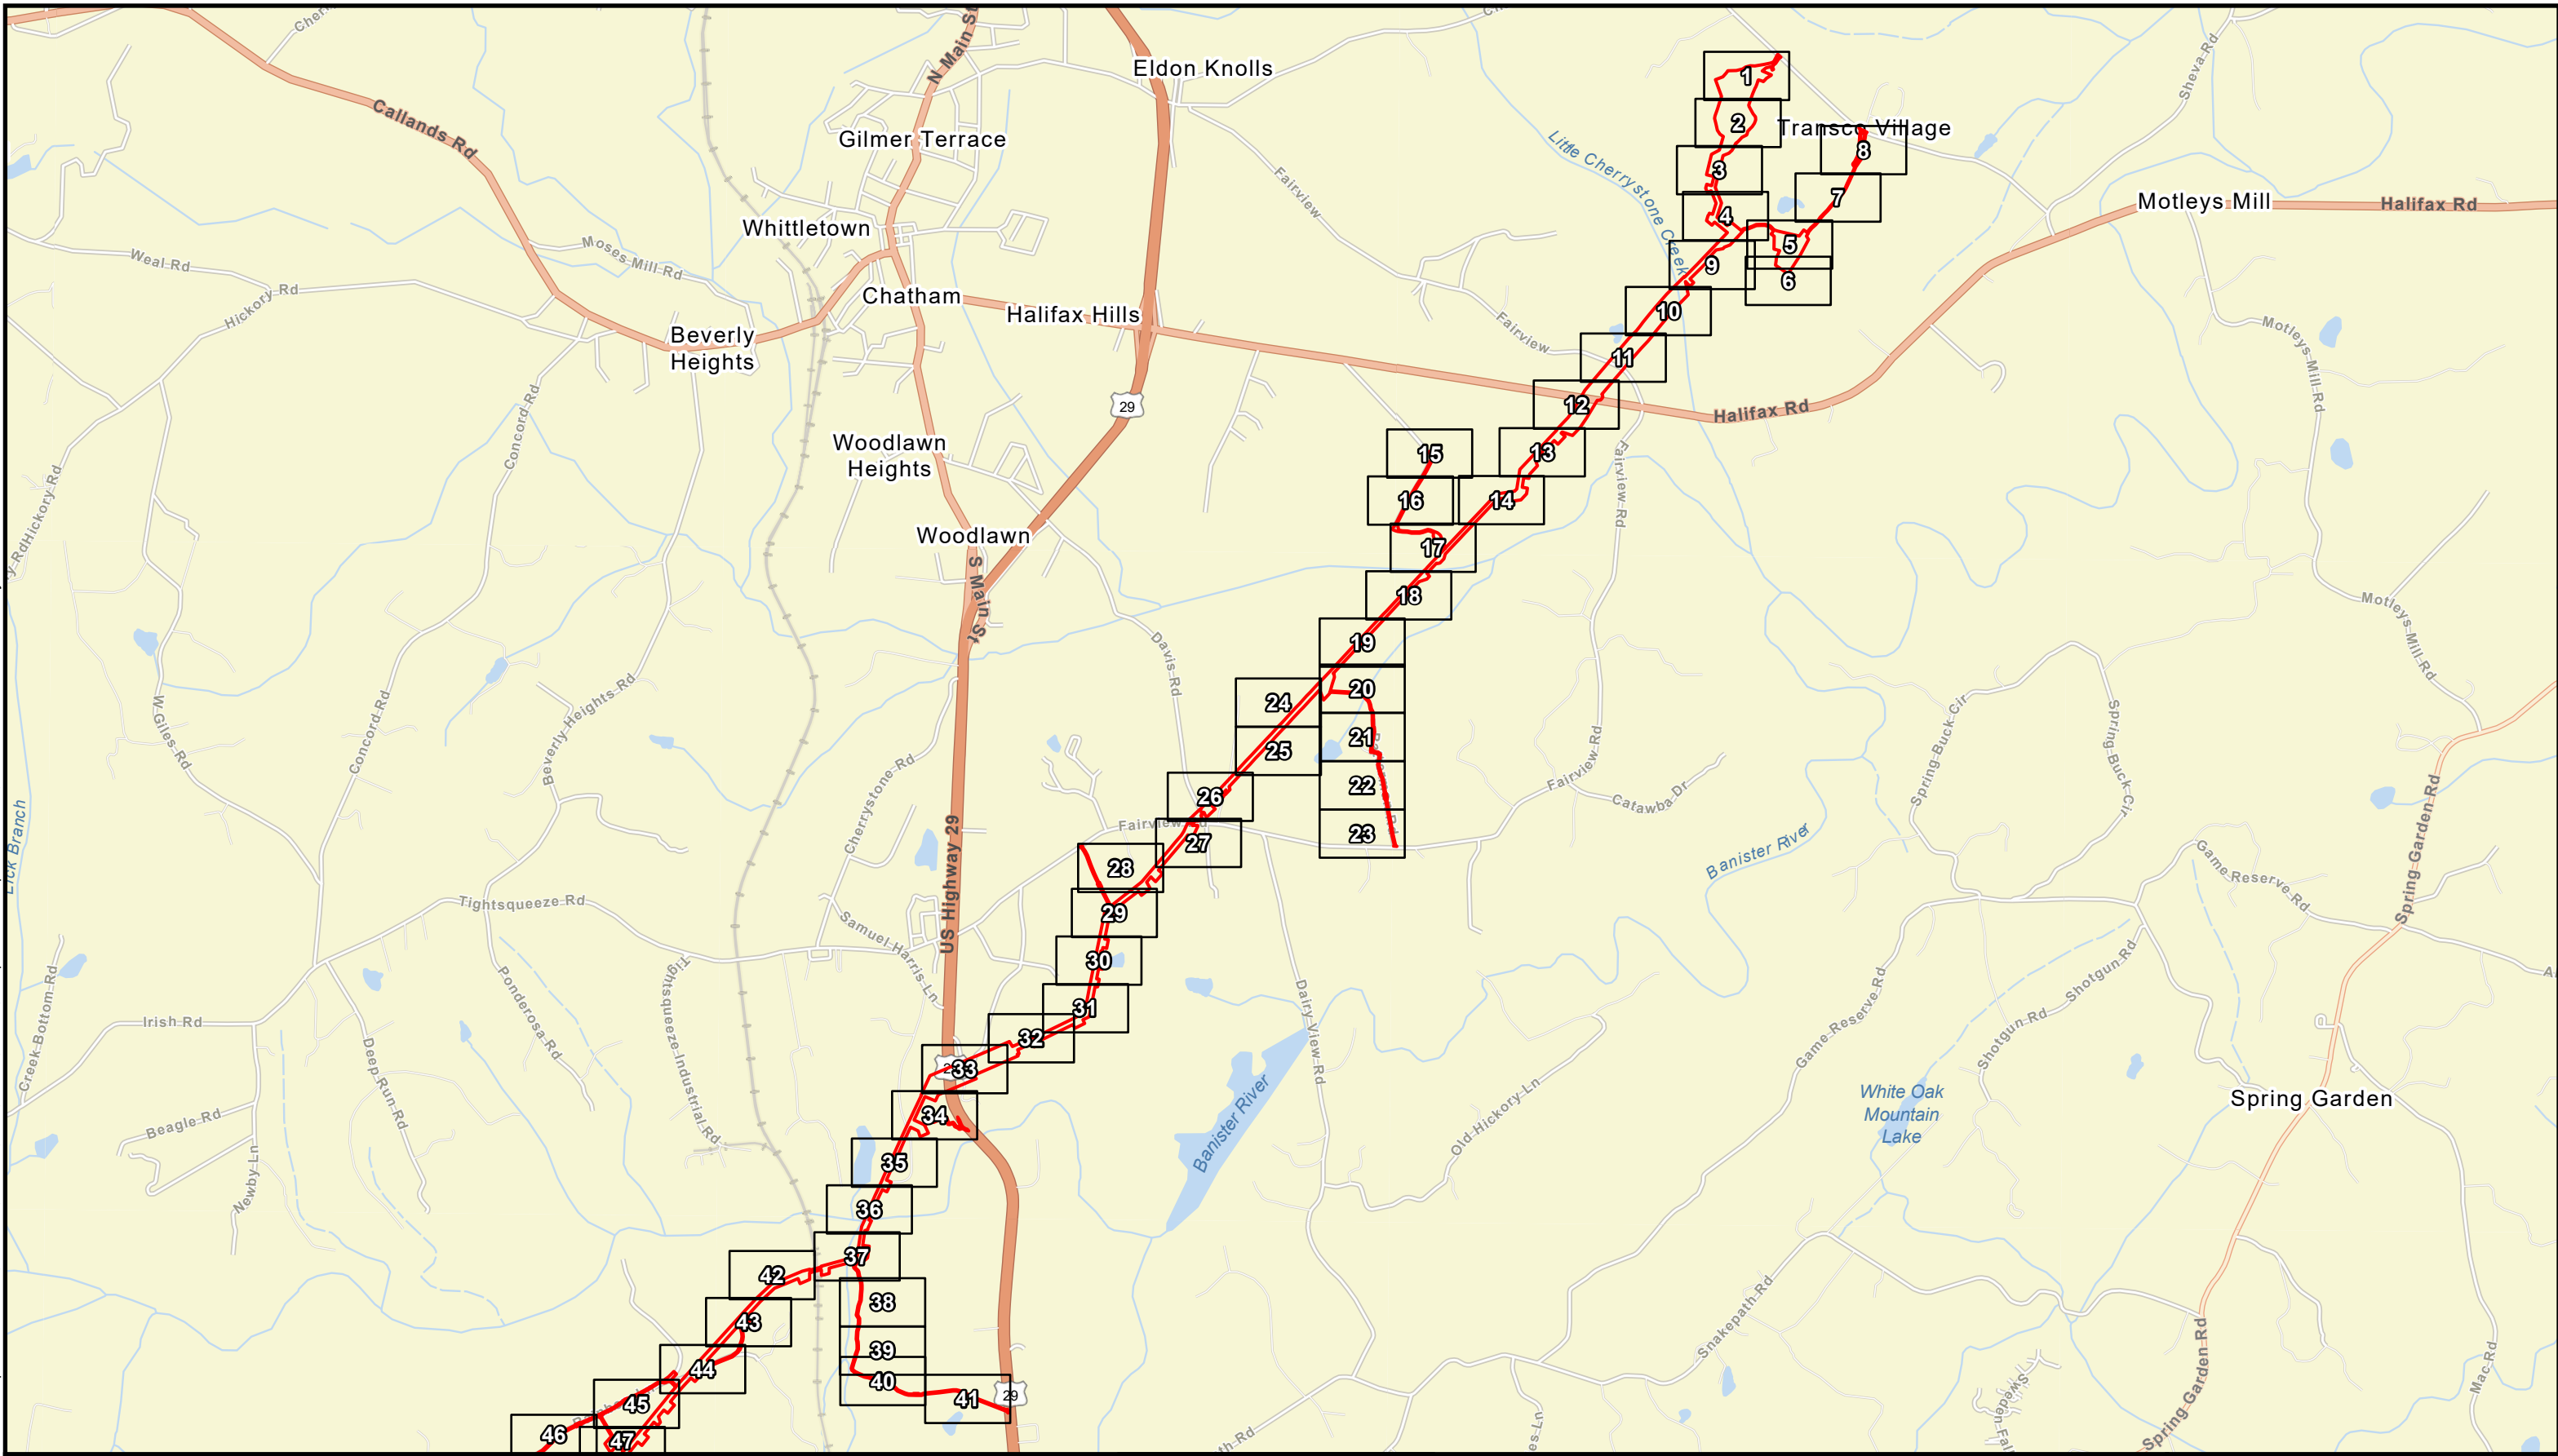 N Main St
Eldon Knolls
Sheva Rd
1
Callands Rd
Gilmer Terrace
2
Transco Village
Little Cherrystone Creek
8
3
Fairview
7
Motleys Mill
Halifax Rd
Whittletown
4
Moses Mill Rd
Weal Rd
5
9
6
Hickory Rd
Chatham
Halifax Hills
10
Beverly
Heights
Fairview
Motleys Mill Rd
11
29
12
Halifax Rd
Concord Rd
Woodlawn
Heights
15
13
Hickory Rd
Fairview Rd
16
14
Woodlawn
17
S Main St
18
Motleys Mill Rd
Davis Rd
19
W Giles Rd
Concord Rd
Beverly Heights Rd
24
20
Spring Buck Cir
Spring Buck Cir
25
21
Fairview Rd
Cherrystone Rd
26
22
Catawba Dr
Spring Garden Rd
Lick Branch
US Highway 29
27
23
Banister River
28
Game Reserve Rd
Tightsqueeze Rd
29
Samuel Harris Ln
30
Creek Bottom Rd
Ponderosa Rd
Tightsqueeze Industrial Rd
Dairy View Rd
Game Reserve Rd
Shotgun Rd
Shotgun Rd
Irish Rd
31
32
Deep Run Rd
33
White Oak
Mountain
Lake
Spring Garden
Beagle Rd
34
Banister River
Old Hickory Ln
Newby Ln
35
36
37
42
38
Snakepath Rd
43
39
44
40
41
29
Spring Garden Rd
Mac Rd
45
46
47